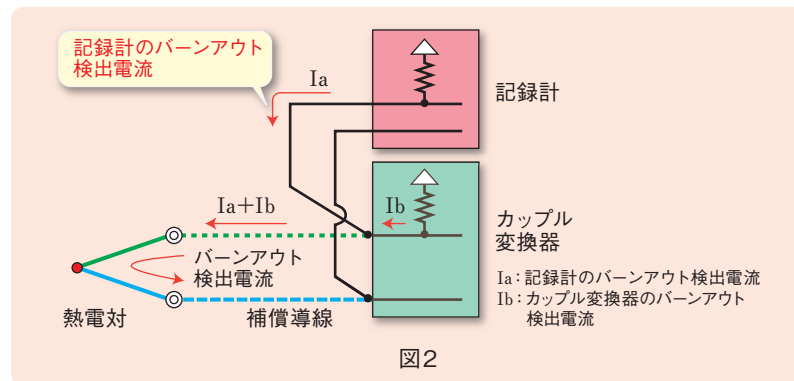 記録計のバーンアウト
検出電流
Ia
記録計
Ia＋Ib
Ib
カップル
変換器
バーンアウト
検出電流
Ia：記録計のバーンアウト検出電流
Ib：カップル変換器のバーンアウト
検出電流
熱電対
補償導線
図2